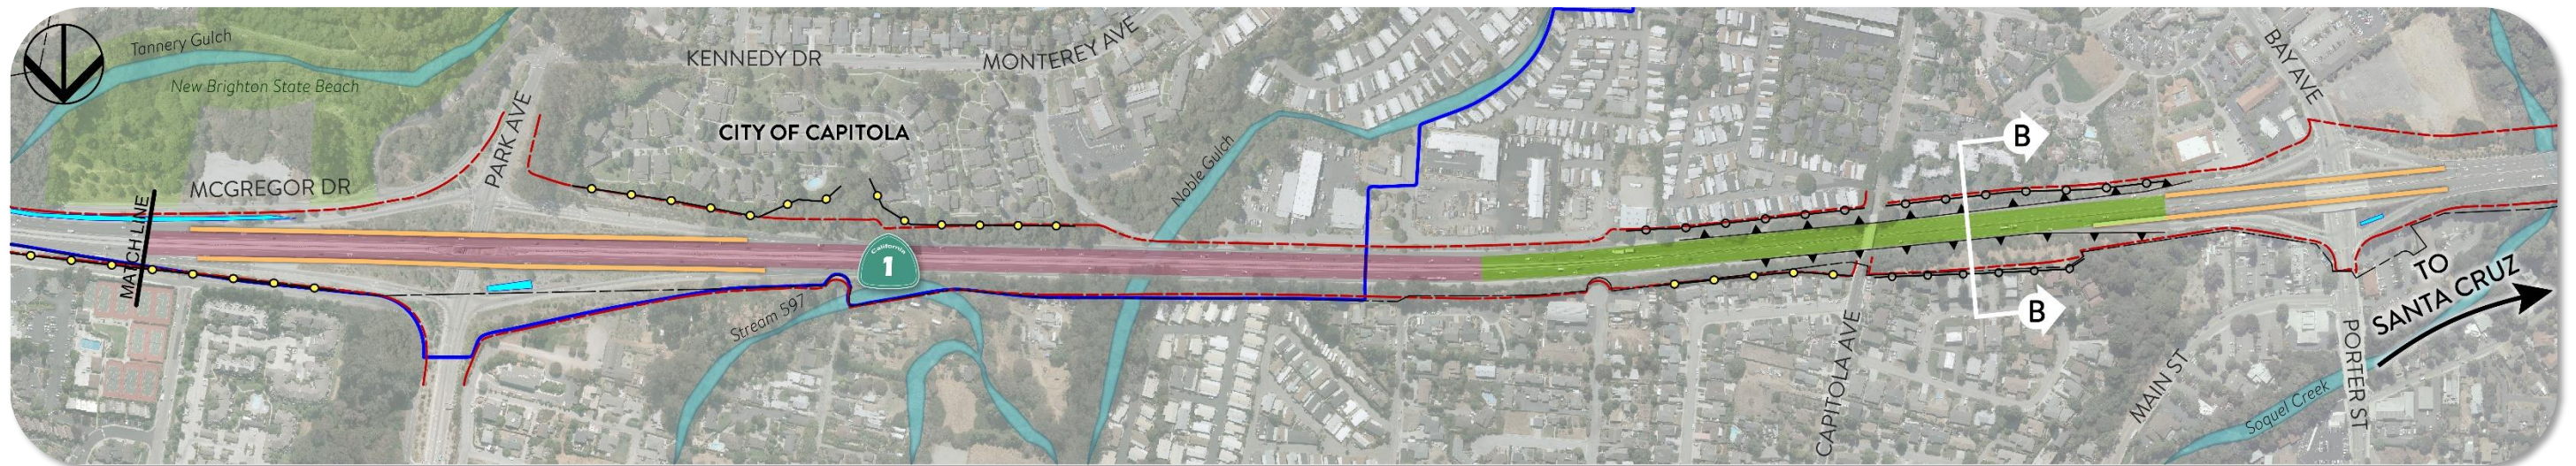 Tannery Gulch
New Brighton State Beach
MCGREGOR DR
MATCH LINE
PARK AVE
KENNEDY DR
MONTEREY AVE
CITY OF CAPITOLA
California
1
Stream 597
Noble Gulch
CAPITOLA AVE
B
B
BAY AVE
MAIN ST
PORTER ST
Soquel Creek
TO
SANTA CRUZ